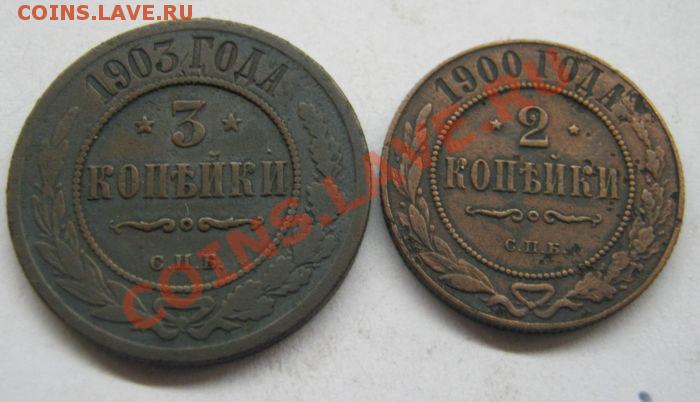 COINS.LAVE.RU
1903 ГОДА
3
КОПѢЙКИ
С.П.Б.
1900 ГОДА
2
КОПѢЙКИ
С.П.Б.
COINS.LAVE.RU